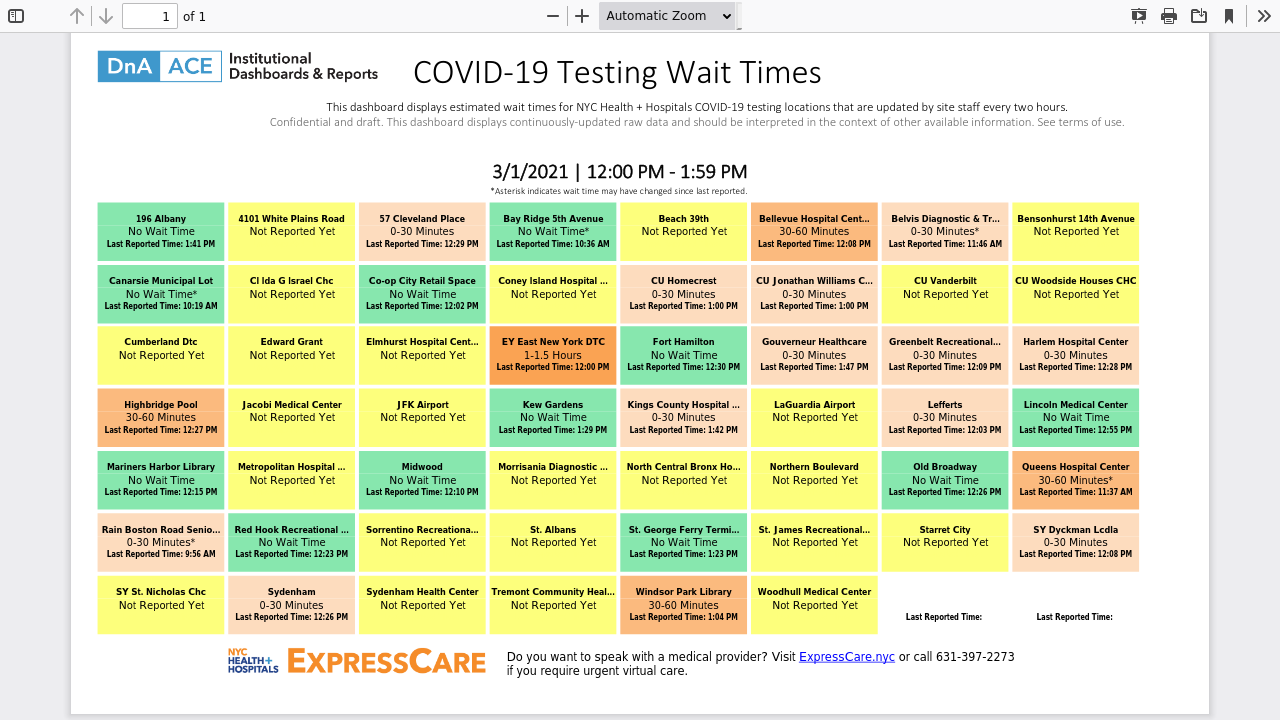 1 of 1
Automatic Zoom
DnA ACE Institutional
Dashboards & Reports
COVID-19 Testing Wait Times
This dashboard displays estimated wait times for NYC Health + Hospitals COVID-19 testing locations that are updated by site staff every two hours.
Confidential and draft. This dashboard displays continuously-updated raw data and should be interpreted in the context of other available information. See terms of use.
3/1/2021 | 12:00 PM - 1:59 PM
*Asterisk indicates wait time may have changed since last reported.
196 Albany
No Wait Time
Last Reported Time: 1:41 PM
4101 White Plains Road
Not Reported Yet
57 Cleveland Place
0-30 Minutes
Last Reported Time: 12:29 PM
Bay Ridge 5th Avenue
No Wait Time*
Last Reported Time: 10:36 AM
Beach 39th
Not Reported Yet
Bellevue Hospital Cent...
30-60 Minutes
Last Reported Time: 12:08 PM
Belvis Diagnostic & Tr...
0-30 Minutes*
Last Reported Time: 11:46 AM
Bensonhurst 14th Avenue
Not Reported Yet
Canarsie Municipal Lot
No Wait Time*
Last Reported Time: 10:19 AM
Cl Ida G Israel Chc
Not Reported Yet
Co-op City Retail Space
No Wait Time
Last Reported Time: 12:02 PM
Coney Island Hospital ...
Not Reported Yet
CU Homecrest
0-30 Minutes
Last Reported Time: 1:00 PM
CU Jonathan Williams C...
0-30 Minutes
Last Reported Time: 1:00 PM
CU Vanderbilt
Not Reported Yet
CU Woodside Houses CHC
Not Reported Yet
Cumberland Dtc
Not Reported Yet
Edward Grant
Not Reported Yet
Elmhurst Hospital Cent...
Not Reported Yet
EY East New York DTC
1-1.5 Hours
Last Reported Time: 12:00 PM
Fort Hamilton
No Wait Time
Last Reported Time: 12:30 PM
Gouverneur Healthcare
0-30 Minutes
Last Reported Time: 1:47 PM
Greenbelt Recreational...
0-30 Minutes
Last Reported Time: 12:09 PM
Harlem Hospital Center
0-30 Minutes
Last Reported Time: 12:28 PM
Highbridge Pool
30-60 Minutes
Last Reported Time: 12:27 PM
Jacobi Medical Center
Not Reported Yet
JFK Airport
Not Reported Yet
Kew Gardens
No Wait Time
Last Reported Time: 1:29 PM
Kings County Hospital ...
0-30 Minutes
Last Reported Time: 1:42 PM
LaGuardia Airport
Not Reported Yet
Lefferts
0-30 Minutes
Last Reported Time: 12:03 PM
Lincoln Medical Center
No Wait Time
Last Reported Time: 12:55 PM
Mariners Harbor Library
No Wait Time
Last Reported Time: 12:15 PM
Metropolitan Hospital ...
Not Reported Yet
Midwood
No Wait Time
Last Reported Time: 12:10 PM
Morrisania Diagnostic ...
Not Reported Yet
North Central Bronx Ho...
Not Reported Yet
Northern Boulevard
Not Reported Yet
Old Broadway
No Wait Time
Last Reported Time: 12:26 PM
Queens Hospital Center
30-60 Minutes*
Last Reported Time: 11:37 AM
Rain Boston Road Senio...
0-30 Minutes*
Last Reported Time: 9:56 AM
Red Hook Recreational ...
No Wait Time
Last Reported Time: 12:23 PM
Sorrentino Recreationa...
Not Reported Yet
St. Albans
Not Reported Yet
St. George Ferry Termi...
No Wait Time
Last Reported Time: 1:23 PM
St. James Recreational...
Not Reported Yet
Starret City
Not Reported Yet
SY Dyckman Lcdla
0-30 Minutes
Last Reported Time: 12:08 PM
SY St. Nicholas Chc
Not Reported Yet
Sydenham
0-30 Minutes
Last Reported Time: 12:26 PM
Sydenham Health Center
Not Reported Yet
Tremont Community Heal...
Not Reported Yet
Windsor Park Library
30-60 Minutes
Last Reported Time: 1:04 PM
Woodhull Medical Center
Not Reported Yet
Last Reported Time:
Last Reported Time:
NYC
HEALTH+
HOSPITALS
EXPRESSCARE
Do you want to speak with a medical provider? Visit ExpressCare.nyc or call 631-397-2273
if you require urgent virtual care.